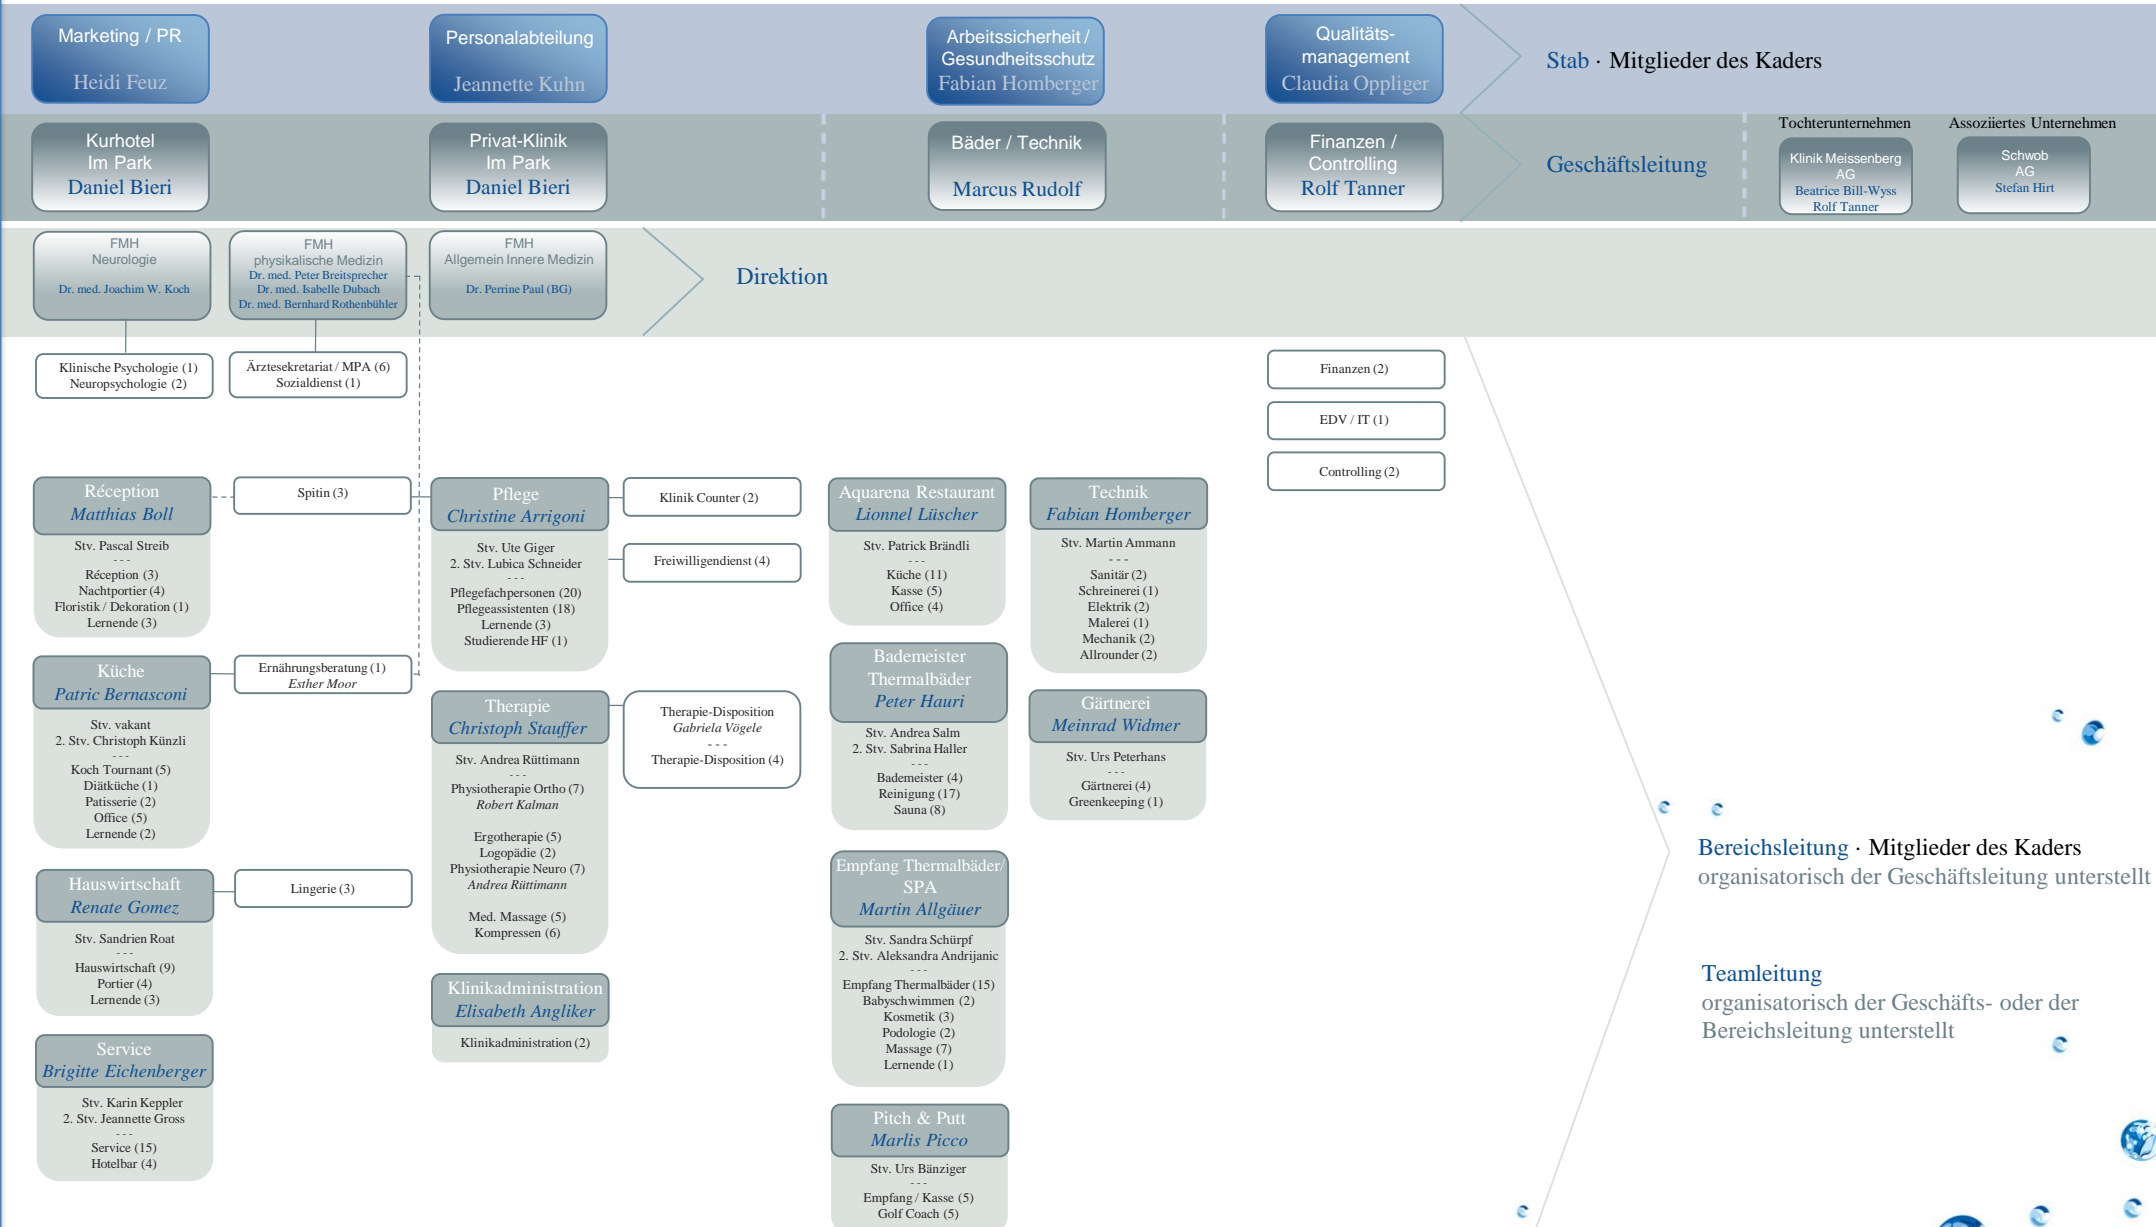 Marketing / PR
Heidi Feuz
Personalabteilung
Jeannette Kuhn
Arbeitssicherheit /
Gesundheitsschutz
Fabian Homberger
Qualitäts-
management
Claudia Oppliger
Stab · Mitglieder des Kaders
Kurhotel
Im Park
Daniel Bieri
Privat-Klinik
Im Park
Daniel Bieri
Bäder / Technik
Marcus Rudolf
Finanzen /
Controlling
Rolf Tanner
Geschäftsleitung
Tochterunternehmen
Klinik Meissenberg
AG
Beatrice Bill-Wyss
Rolf Tanner
Assoziiertes Unternehmen
Schwob
AG
Stefan Hirt
FMH
Neurologie
Dr. med. Joachim W. Koch
FMH
physikalische Medizin
Dr. med. Peter Breitsprecher
Dr. med. Isabelle Dubach
Dr. med. Bernhard Rothenbühler
FMH
Allgemein Innere Medizin
Dr. Perrine Paul (BG)
Direktion
Klinische Psychologie (1)
Neuropsychologie (2)
Ärztesekretariat / MPA (6)
Sozialdienst (1)
Finanzen (2)
EDV / IT (1)
Controlling (2)
Réception
Matthias Boll
Stv. Pascal Streib
- - -
Réception (3)
Nachtportier (4)
Floristik / Dekoration (1)
Lernende (3)
Spitin (3)
Küche
Patric Bernasconi
Stv. vakant
2. Stv. Christoph Künzli
- - -
Koch Tournant (5)
Diätküche (1)
Patisserie (2)
Office (5)
Lernende (2)
Ernährungsberatung (1)
Esther Moor
Hauswirtschaft
Renate Gomez
Stv. Sandrien Roat
- - -
Hauswirtschaft (9)
Portier (4)
Lernende (3)
Lingerie (3)
Service
Brigitte Eichenberger
Stv. Karin Keppler
2. Stv. Jeannette Gross
- - -
Service (15)
Hotelbar (4)
Pflege
Christine Arrigoni
Stv. Ute Giger
2. Stv. Lubica Schneider
- - -
Pflegefachpersonen (20)
Pflegeassistenten (18)
Lernende (3)
Studierende HF (1)
Klinik Counter (2)
Freiwilligendienst (4)
Therapie
Christoph Stauffer
Stv. Andrea Rüttimann
- - -
Physiotherapie Ortho (7)
Robert Kalman
Ergotherapie (5)
Logopädie (2)
Physiotherapie Neuro (7)
Andrea Rüttimann
Med. Massage (5)
Kompressen (6)
Therapie-Disposition
Gabriela Vögele
- - -
Therapie-Disposition (4)
Klinikadministration
Elisabeth Angliker
Klinikadministration (2)
Aquarena Restaurant
Lionnel Lüscher
Stv. Patrick Brändli
- - -
Küche (11)
Kasse (5)
Office (4)
Bademeister
Thermalbäder
Peter Hauri
Stv. Andrea Salm
2. Stv. Sabrina Haller
- - -
Bademeister (4)
Reinigung (17)
Sauna (8)
Empfang Thermalbäder/
SPA
Martin Allgäuer
Stv. Sandra Schürpf
2. Stv. Aleksandra Andrijanic
- - -
Empfang Thermalbäder (15)
Babyschwimmen (2)
Kosmetik (3)
Podologie (2)
Massage (7)
Lernende (1)
Pitch & Putt
Marlis Picco
Stv. Urs Bänziger
- - -
Empfang / Kasse (5)
Golf Coach (5)
Technik
Fabian Homberger
Stv. Martin Ammann
- - -
Sanitär (2)
Schreinerei (1)
Elektrik (2)
Malerei (1)
Mechanik (2)
Allrounder (2)
Gärtnerei
Meinrad Widmer
Stv. Urs Peterhans
- - -
Gärtnerei (4)
Greenkeeping (1)
Bereichsleitung · Mitglieder des Kaders
organisatorisch der Geschäftsleitung unterstellt
Teamleitung
organisatorisch der Geschäfts- oder der
Bereichsleitung unterstellt